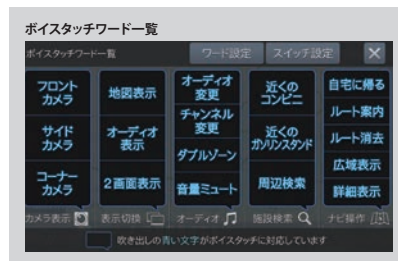 ボイスタッチワード一覧
ボイスタッチワード一覧 ワード設定 スイッチ設定 ×
フロント
カメラ
サイド
カメラ
コーナー
カメラ
カメラ表示
地図表示
オーディオ
表示
2画面表示
表示切換
オーディオ
変更
チャンネル
変更
ダブルゾーン
音量ミュート
オーディオ
近くの
コンビニ
近くの
ガソリンスタンド
周辺検索
施設検索
自宅に帰る
ルート案内
ルート消去
広域表示
詳細表示
ナビ操作
吹き出しの青い文字がボイスタッチに対応しています